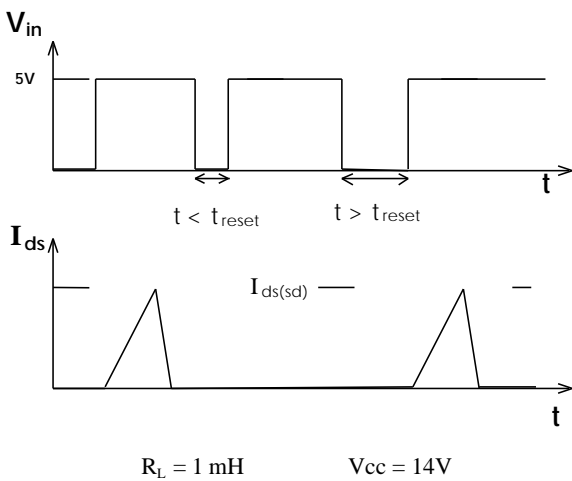 V_in
5V
t
t < t_reset
t > t_reset
I_ds
I_ds(sd)
t
R_L = 1 mH
Vcc = 14V